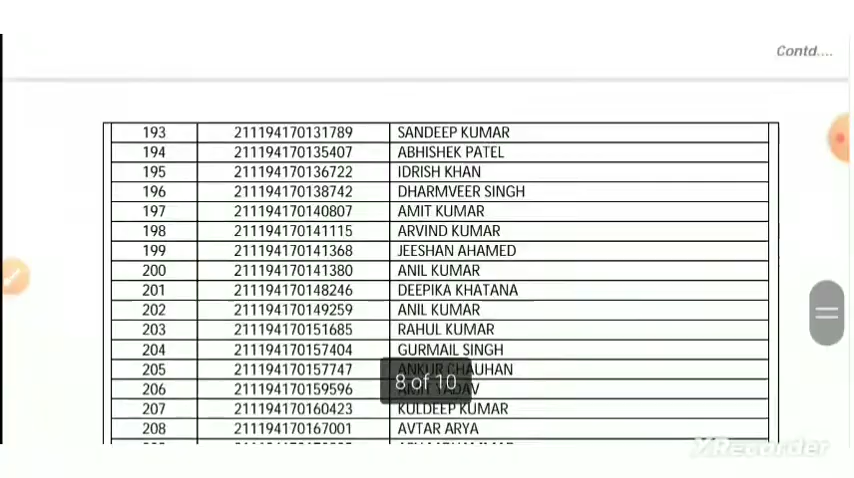 Contd....
193 211194170131789 SANDEEP KUMAR
194 211194170135407 ABHISHEK PATEL
195 211194170136722 IDRISH KHAN
196 211194170138742 DHARMVEER SINGH
197 211194170140807 AMIT KUMAR
198 211194170141115 ARVIND KUMAR
199 211194170141368 JEESHAN AHAMED
200 211194170141380 ANIL KUMAR
201 211194170148246 DEEPIKA KHATANA
202 211194170149259 ANIL KUMAR
203 211194170151685 RAHUL KUMAR
204 211194170157404 GURMAIL SINGH
205 211194170157747 ANKUR CHAUHAN
8 of 10
206 211194170159596 YADAV
207 211194170160423 KULDEEP KUMAR
208 211194170167001 AVTAR ARYA
XRecorder